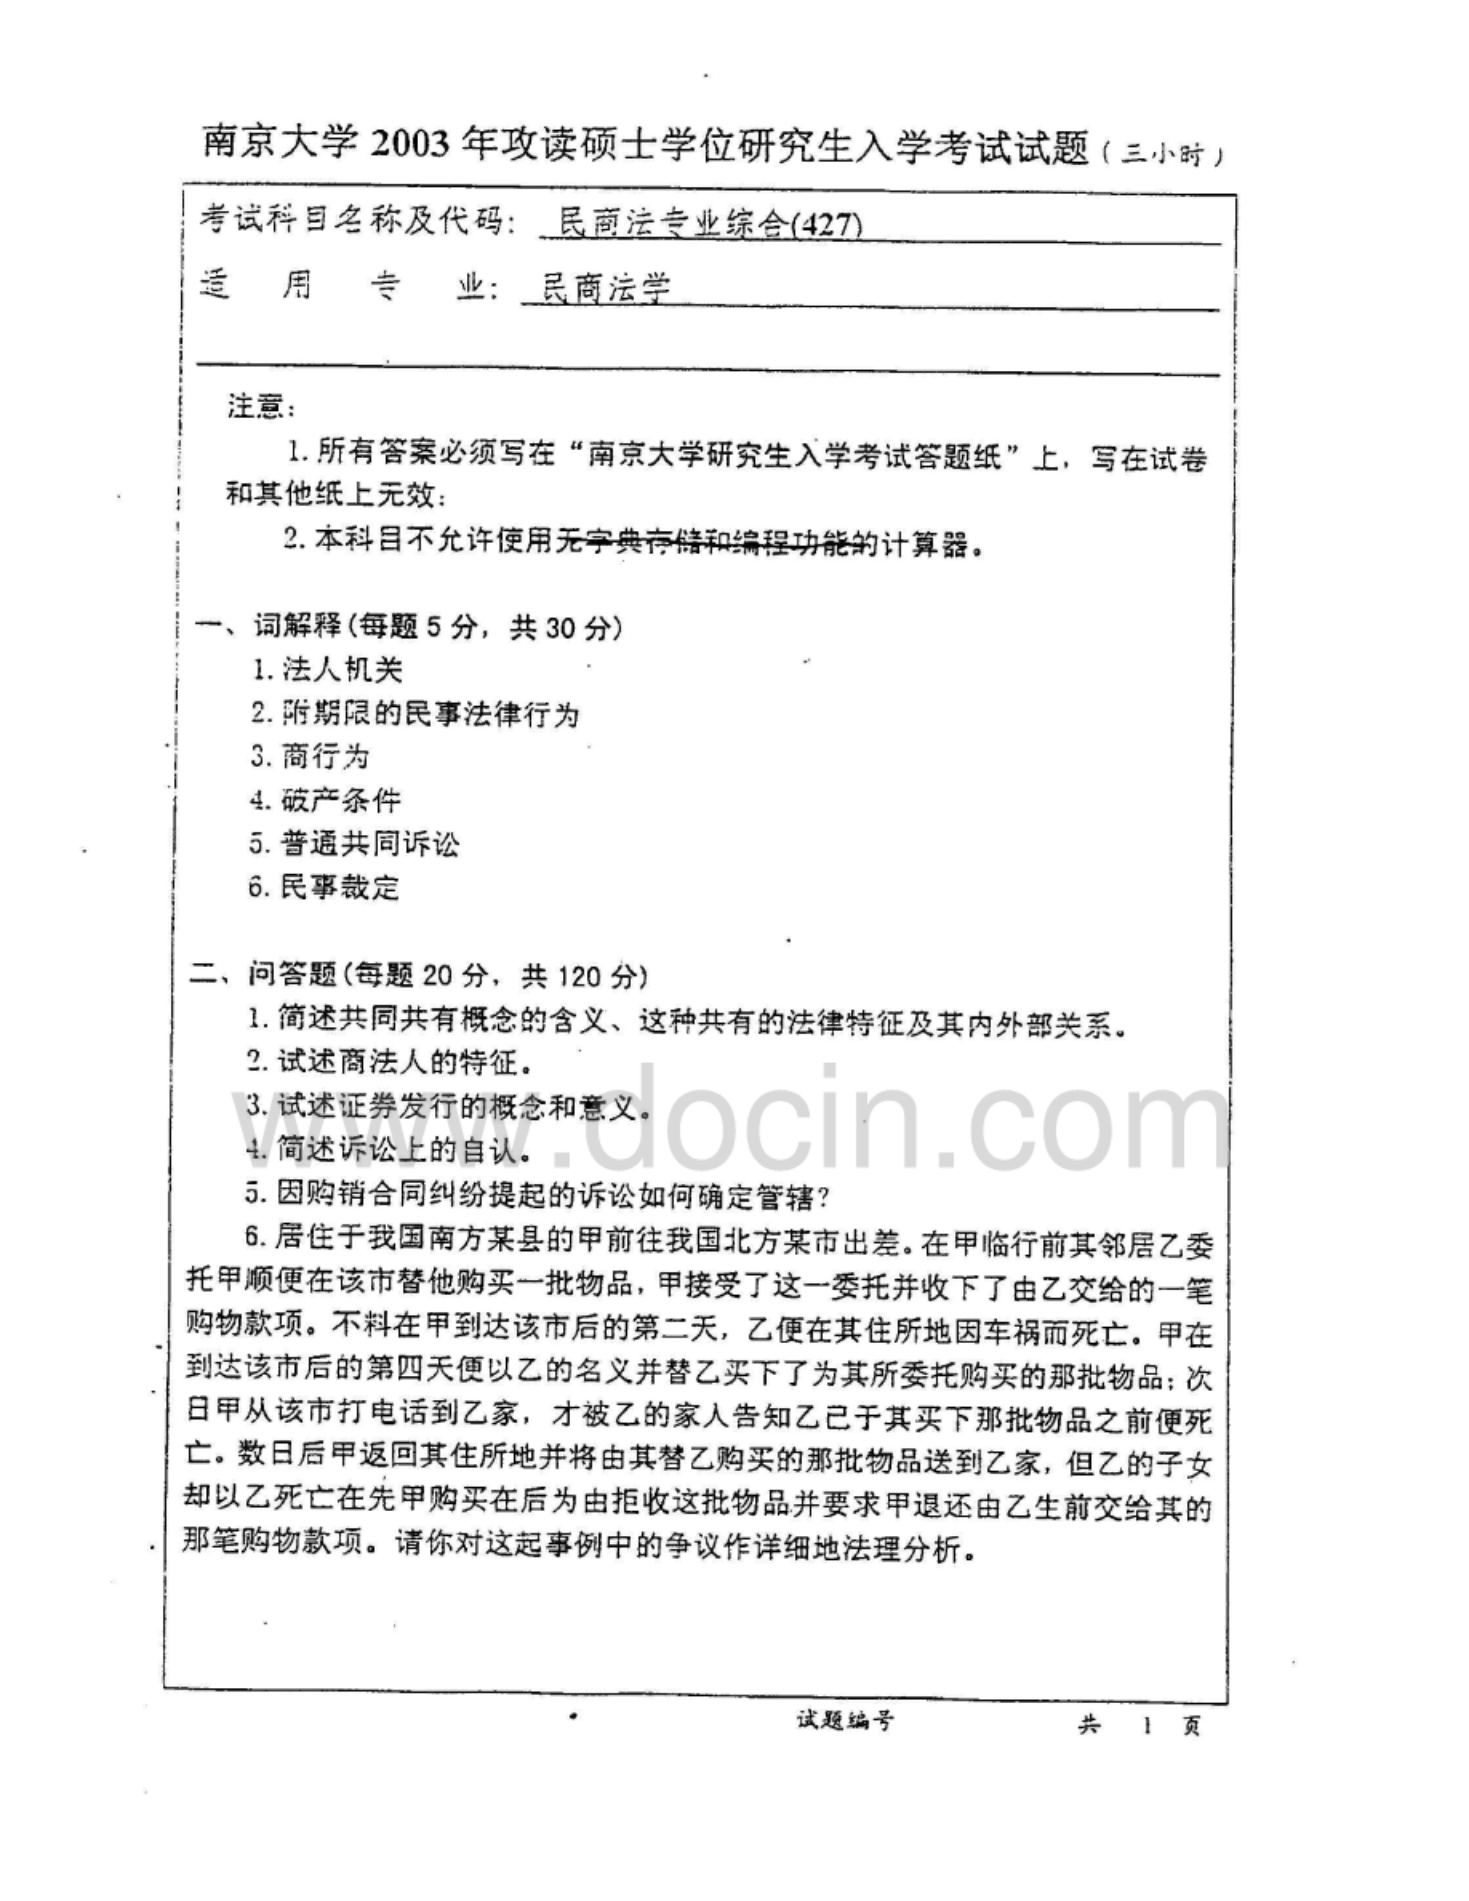 南京大学 2003 年攻读硕士学位研究生入学考试试题（三小时）
考试科目名称及代码： 民商法专业综合(427)
适 用 专 业： 民商法学
注意：
1. 所有答案必须写在“南京大学研究生入学考试答题纸”上，写在试卷
和其他纸上无效；
2. 本科目不允许使用无字典存储和编程功能的计算器。
一、词解释(每题 5 分，共 30 分)
1. 法人机关
2. 附期限的民事法律行为
3. 商行为
4. 破产条件
5. 普通共同诉讼
6. 民事裁定
二、问答题(每题 20 分，共 120 分)
1. 简述共同共有概念的含义、这种共有的法律特征及其内外部关系。
2. 试述商法人的特征。
3. 试述证券发行的概念和意义。
4. 简述诉讼上的自认。
www.docin.com
5. 因购销合同纠纷提起的诉讼如何确定管辖？
6. 居住于我国南方某县的甲前往我国北方某市出差。在甲临行前其邻居乙委
托甲顺便在该市替他购买一批物品，甲接受了这一委托并收下了由乙交给的一笔
购物款项。不料在甲到达该市后的第二天，乙便在其住所地因车祸而死亡。甲在
到达该市后的第四天便以乙的名义并替乙买下了为其所委托购买的那批物品；次
日甲从该市打电话到乙家，才被乙的家人告知乙已于其买下那批物品之前便死
亡。数日后甲返回其住所地并将由其替乙购买的那批物品送到乙家，但乙的子女
却以乙死亡在先甲购买在后为由拒收这批物品并要求甲退还由乙生前交给其的
那笔购物款项。请你对这起事例中的争议作详细地法理分析。
试题编号 共 1 页